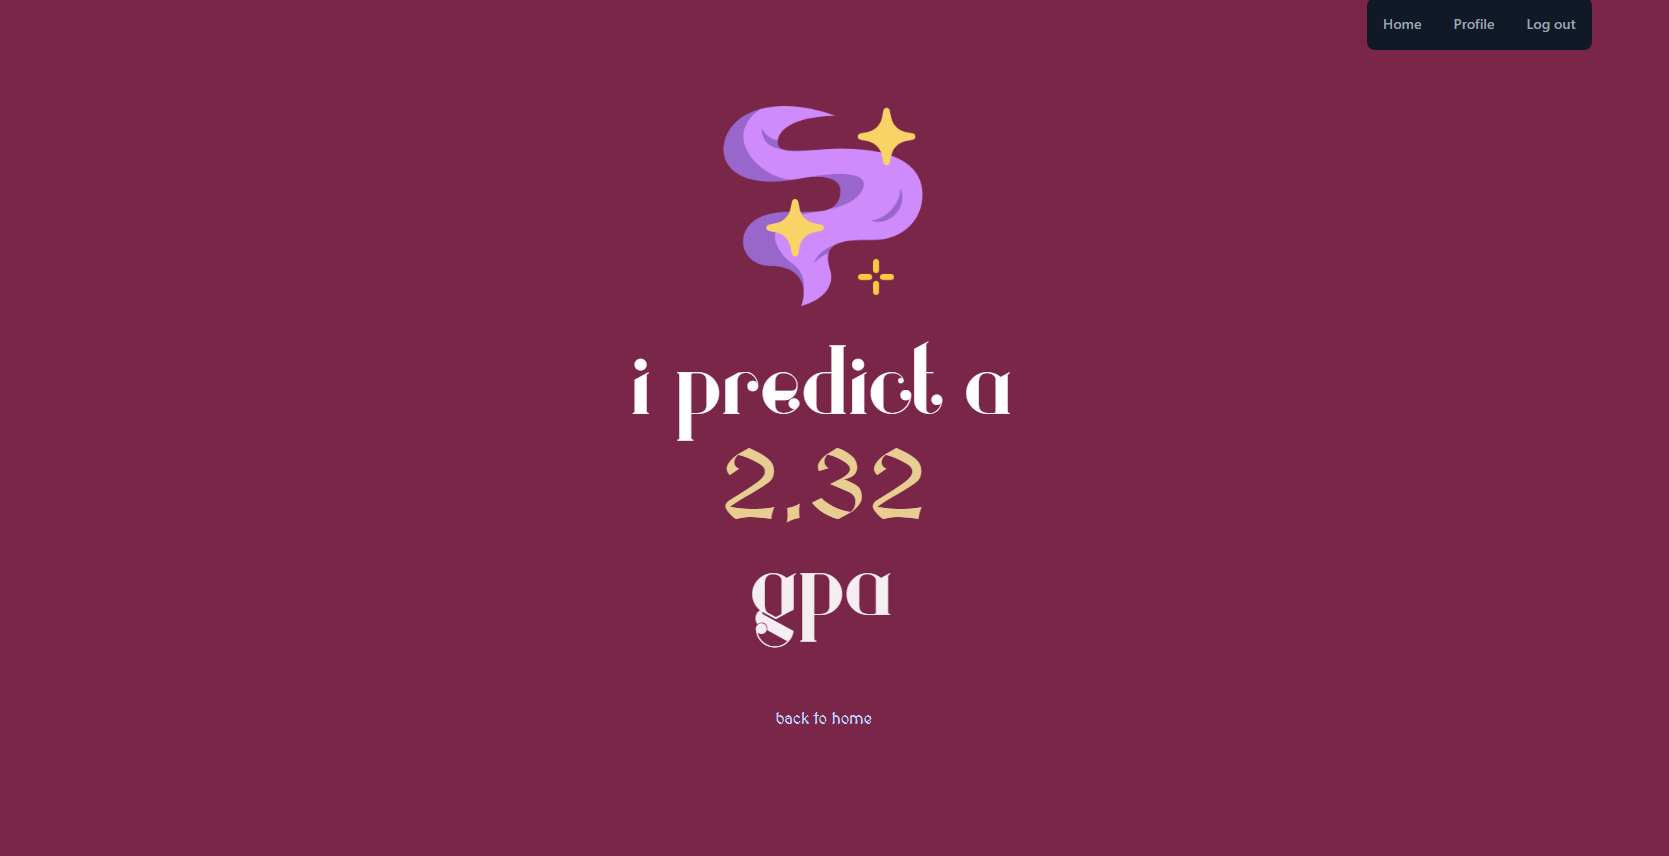 Home Profile Log out
i predict a
2.32
gpa
back to home